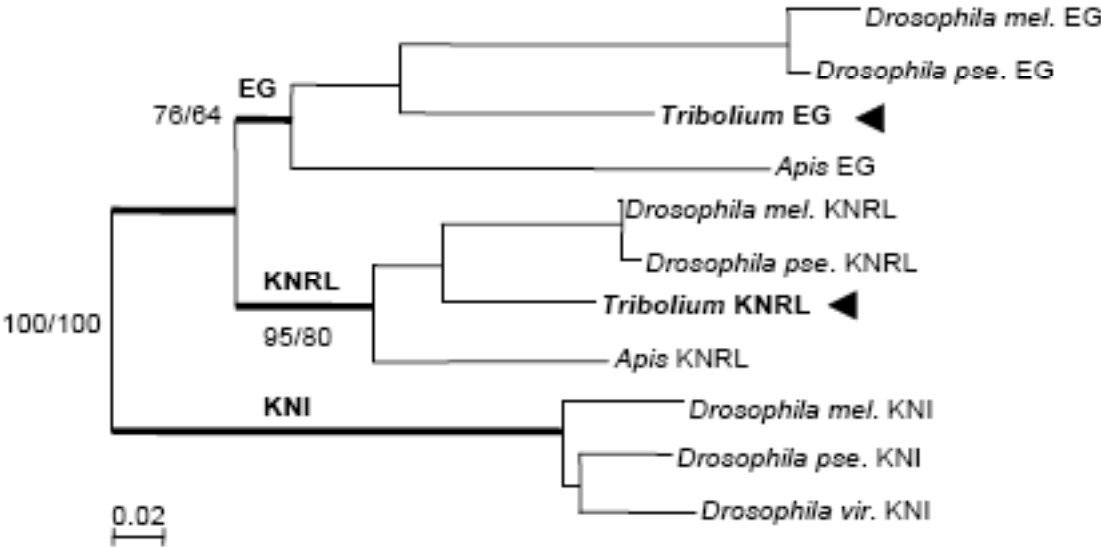 Drosophila mel. EG
Drosophila pse. EG
EG
76/64
Tribolium EG
Apis EG
Drosophila mel. KNRL
Drosophila pse. KNRL
KNRL
Tribolium KNRL
100/100
95/80
Apis KNRL
KNI
Drosophila mel. KNI
Drosophila pse. KNI
Drosophila vir. KNI
0.02